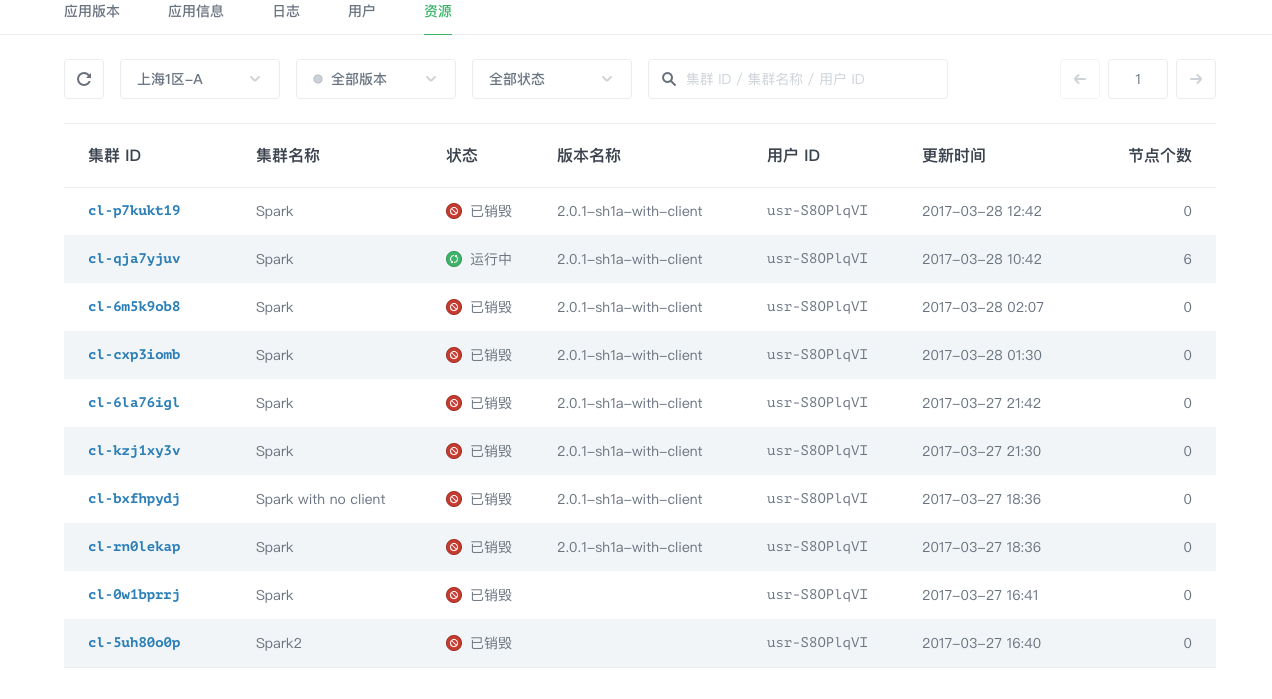 应用版本 应用信息 日志 用户 资源
上海1区-A 全部版本 全部状态 集群 ID / 集群名称 / 用户 ID 1
集群 ID 集群名称 状态 版本名称 用户 ID 更新时间 节点个数
cl-p7kukt19 Spark 已销毁 2.0.1-sh1a-with-client usr-S8OPlqVI 2017-03-28 12:42 0
cl-qja7yjuv Spark 运行中 2.0.1-sh1a-with-client usr-S8OPlqVI 2017-03-28 10:42 6
cl-6m5k9ob8 Spark 已销毁 2.0.1-sh1a-with-client usr-S8OPlqVI 2017-03-28 02:07 0
cl-cxp3iomb Spark 已销毁 2.0.1-sh1a-with-client usr-S8OPlqVI 2017-03-28 01:30 0
cl-6la76igl Spark 已销毁 2.0.1-sh1a-with-client usr-S8OPlqVI 2017-03-27 21:42 0
cl-kzj1xy3v Spark 已销毁 2.0.1-sh1a-with-client usr-S8OPlqVI 2017-03-27 21:30 0
cl-bxfhpydj Spark with no client 已销毁 2.0.1-sh1a-with-client usr-S8OPlqVI 2017-03-27 18:36 0
cl-rn0lekap Spark 已销毁 2.0.1-sh1a-with-client usr-S8OPlqVI 2017-03-27 18:36 0
cl-0w1bprrj Spark 已销毁 usr-S8OPlqVI 2017-03-27 16:41 0
cl-5uh80o0p Spark2 已销毁 usr-S8OPlqVI 2017-03-27 16:40 0